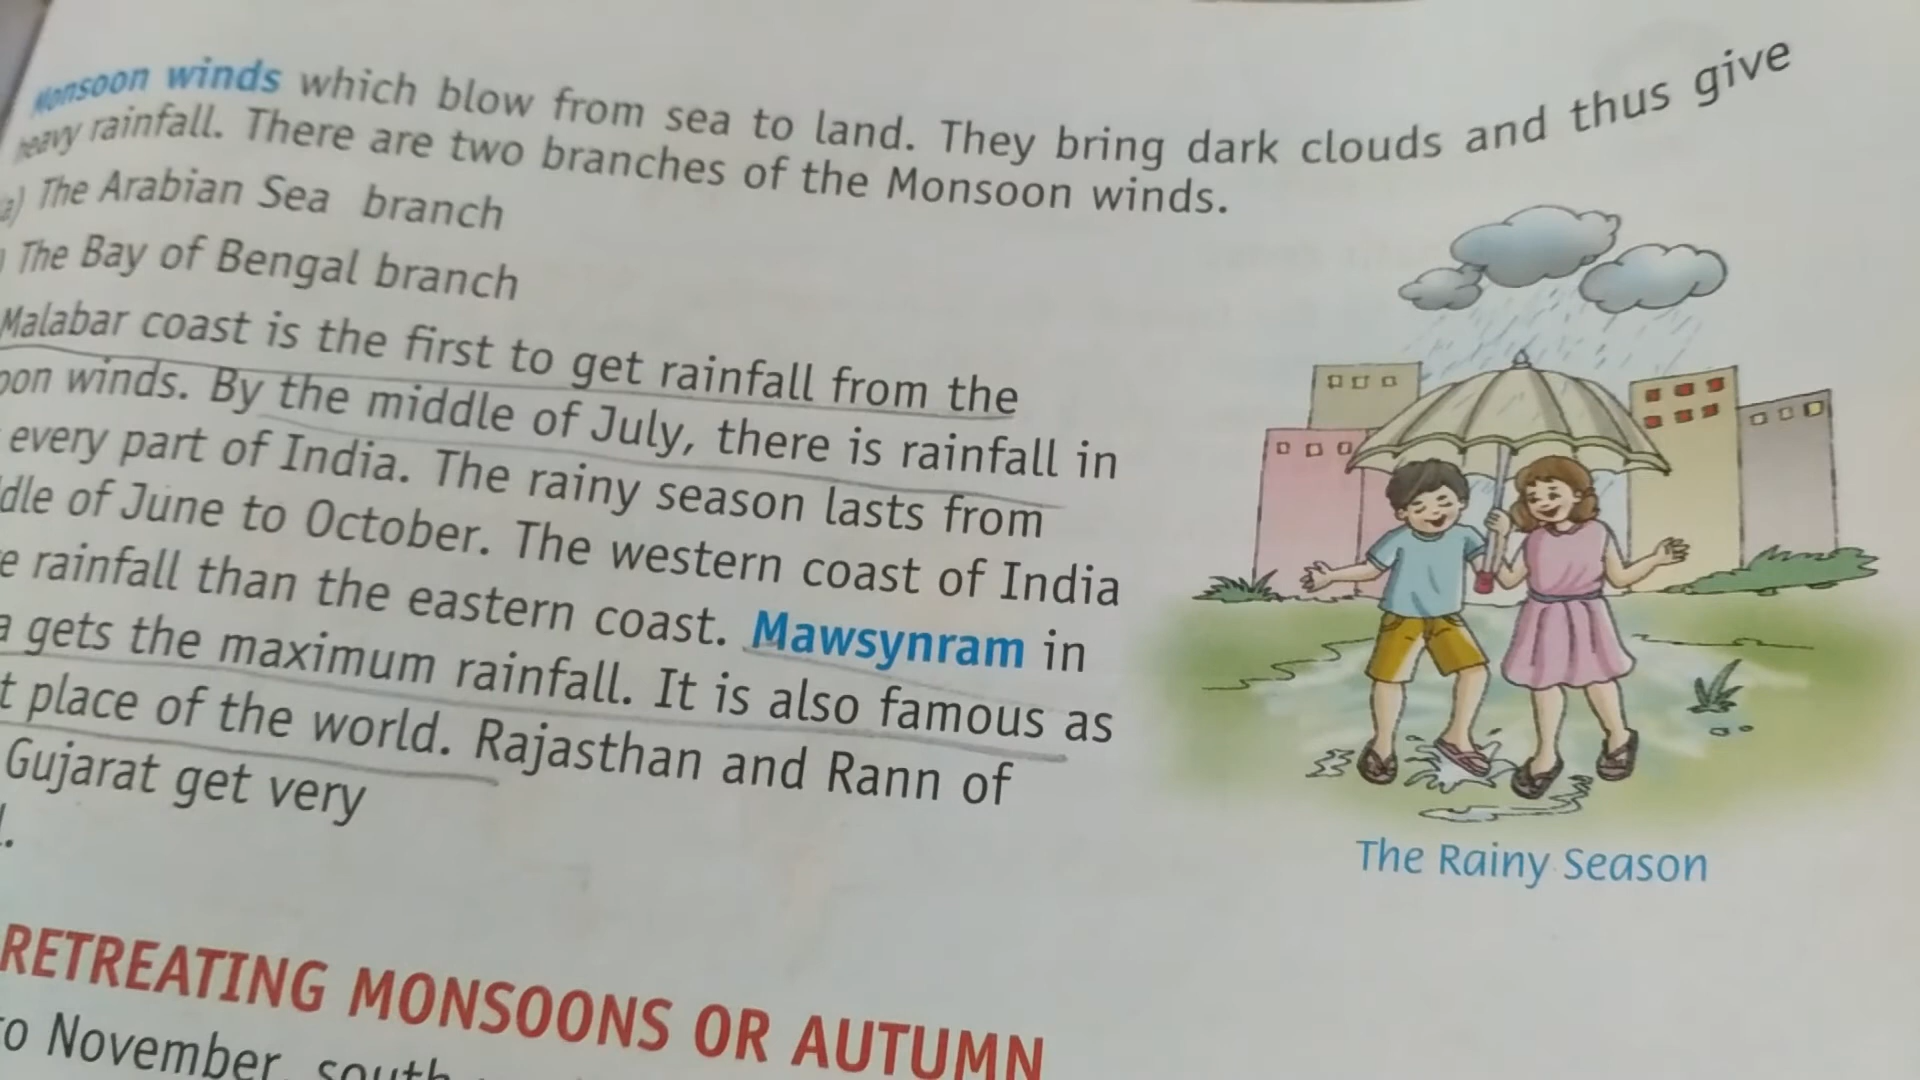 Monsoon winds which blow from sea to land. They bring dark clouds and thus give
heavy rainfall. There are two branches of the Monsoon winds.
a) The Arabian Sea branch
) The Bay of Bengal branch
Malabar coast is the first to get rainfall from the
oon winds. By the middle of July, there is rainfall in
every part of India. The rainy season lasts from
dle of June to October. The western coast of India
e rainfall than the eastern coast. Mawsynram in
a gets the maximum rainfall. It is also famous as
t place of the world. Rajasthan and Rann of
Gujarat get very
l.
The Rainy Season
RETREATING MONSOONS OR AUTUMN
to November, south